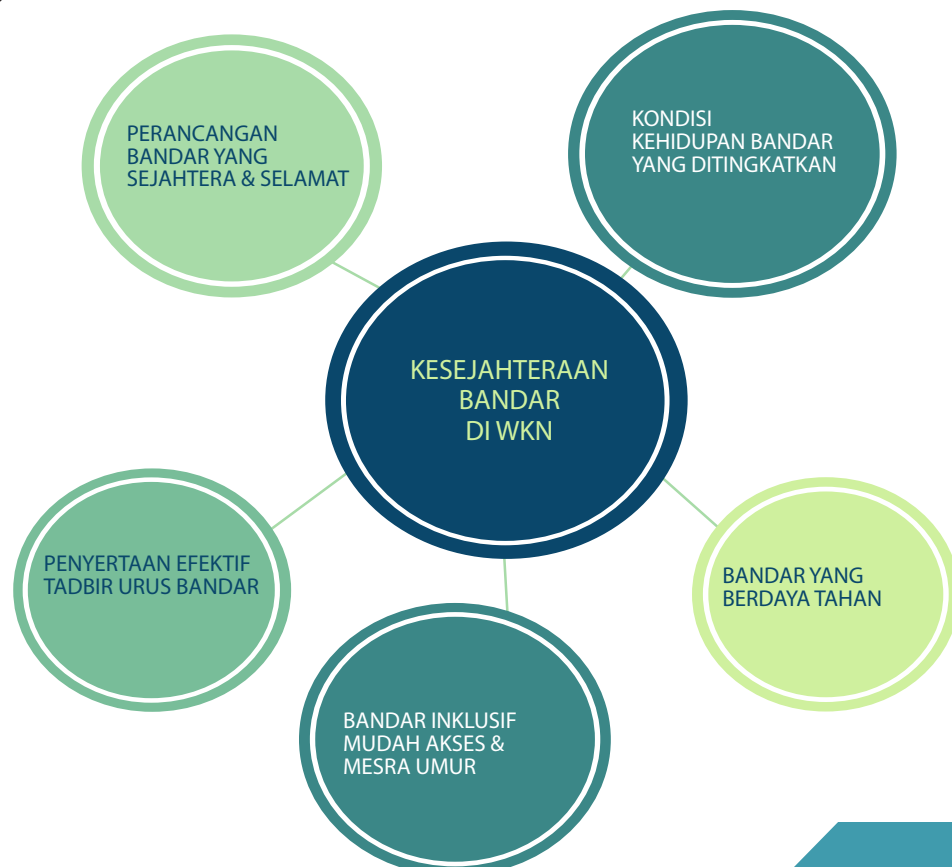 PERANCANGAN
BANDAR YANG
SEJAHTERA & SELAMAT
KONDISI
KEHIDUPAN BANDAR
YANG DITINGKATKAN
KESEJAHTERAAN
BANDAR
DI WKN
PENYERTAAN EFEKTIF
TADBIR URUS BANDAR
BANDAR YANG
BERDAYA TAHAN
BANDAR INKLUSIF
MUDAH AKSES &
MESRA UMUR